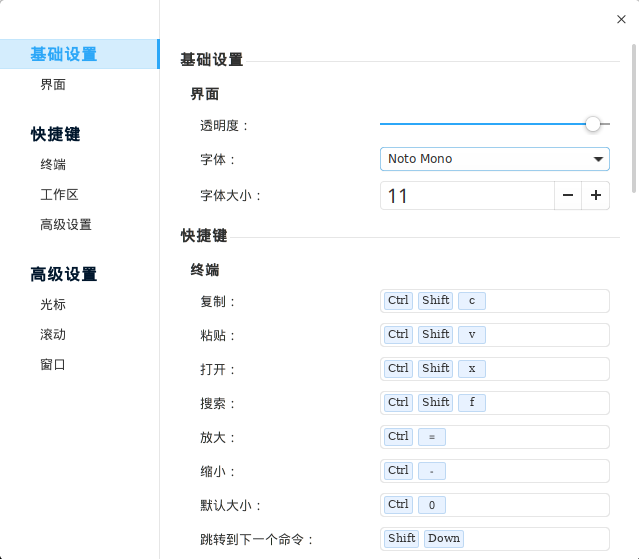 基础设置
界面
快捷键
终端
工作区
高级设置
高级设置
光标
滚动
窗口
基础设置
界面
透明度：
字体： Noto Mono
字体大小： 11 − +
快捷键
终端
复制： Ctrl Shift c
粘贴： Ctrl Shift v
打开： Ctrl Shift x
搜索： Ctrl Shift f
放大： Ctrl =
缩小： Ctrl -
默认大小： Ctrl 0
跳转到下一个命令： Shift Down